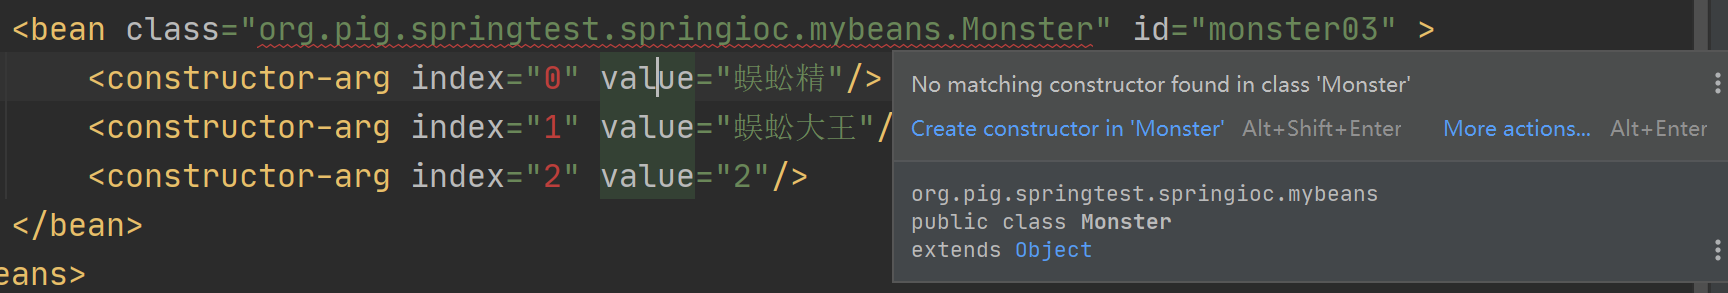 <bean class="org.pig.springtest.springioc.mybeans.Monster" id="monster03" >
<constructor-arg index="0" value="蜈蚣精"/>
<constructor-arg index="1" value="蜈蚣大王"/
<constructor-arg index="2" value="2"/>
</bean>
eans>
No matching constructor found in class 'Monster'
Create constructor in 'Monster' Alt+Shift+Enter More actions... Alt+Enter
org.pig.springtest.springioc.mybeans
public class Monster
extends Object